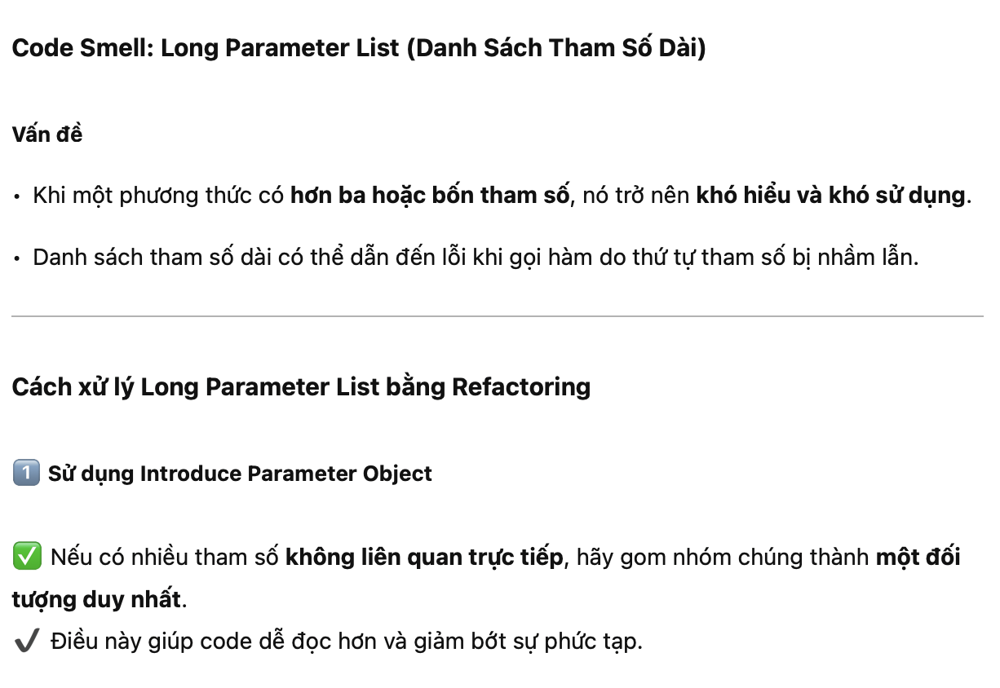 Code Smell: Long Parameter List (Danh Sách Tham Số Dài)
Vấn đề
• Khi một phương thức có hơn ba hoặc bốn tham số, nó trở nên khó hiểu và khó sử dụng.
• Danh sách tham số dài có thể dẫn đến lỗi khi gọi hàm do thứ tự tham số bị nhầm lẫn.
Cách xử lý Long Parameter List bằng Refactoring
1️⃣ Sử dụng Introduce Parameter Object
✅ Nếu có nhiều tham số không liên quan trực tiếp, hãy gom nhóm chúng thành một đối
tượng duy nhất.
✔ Điều này giúp code dễ đọc hơn và giảm bớt sự phức tạp.